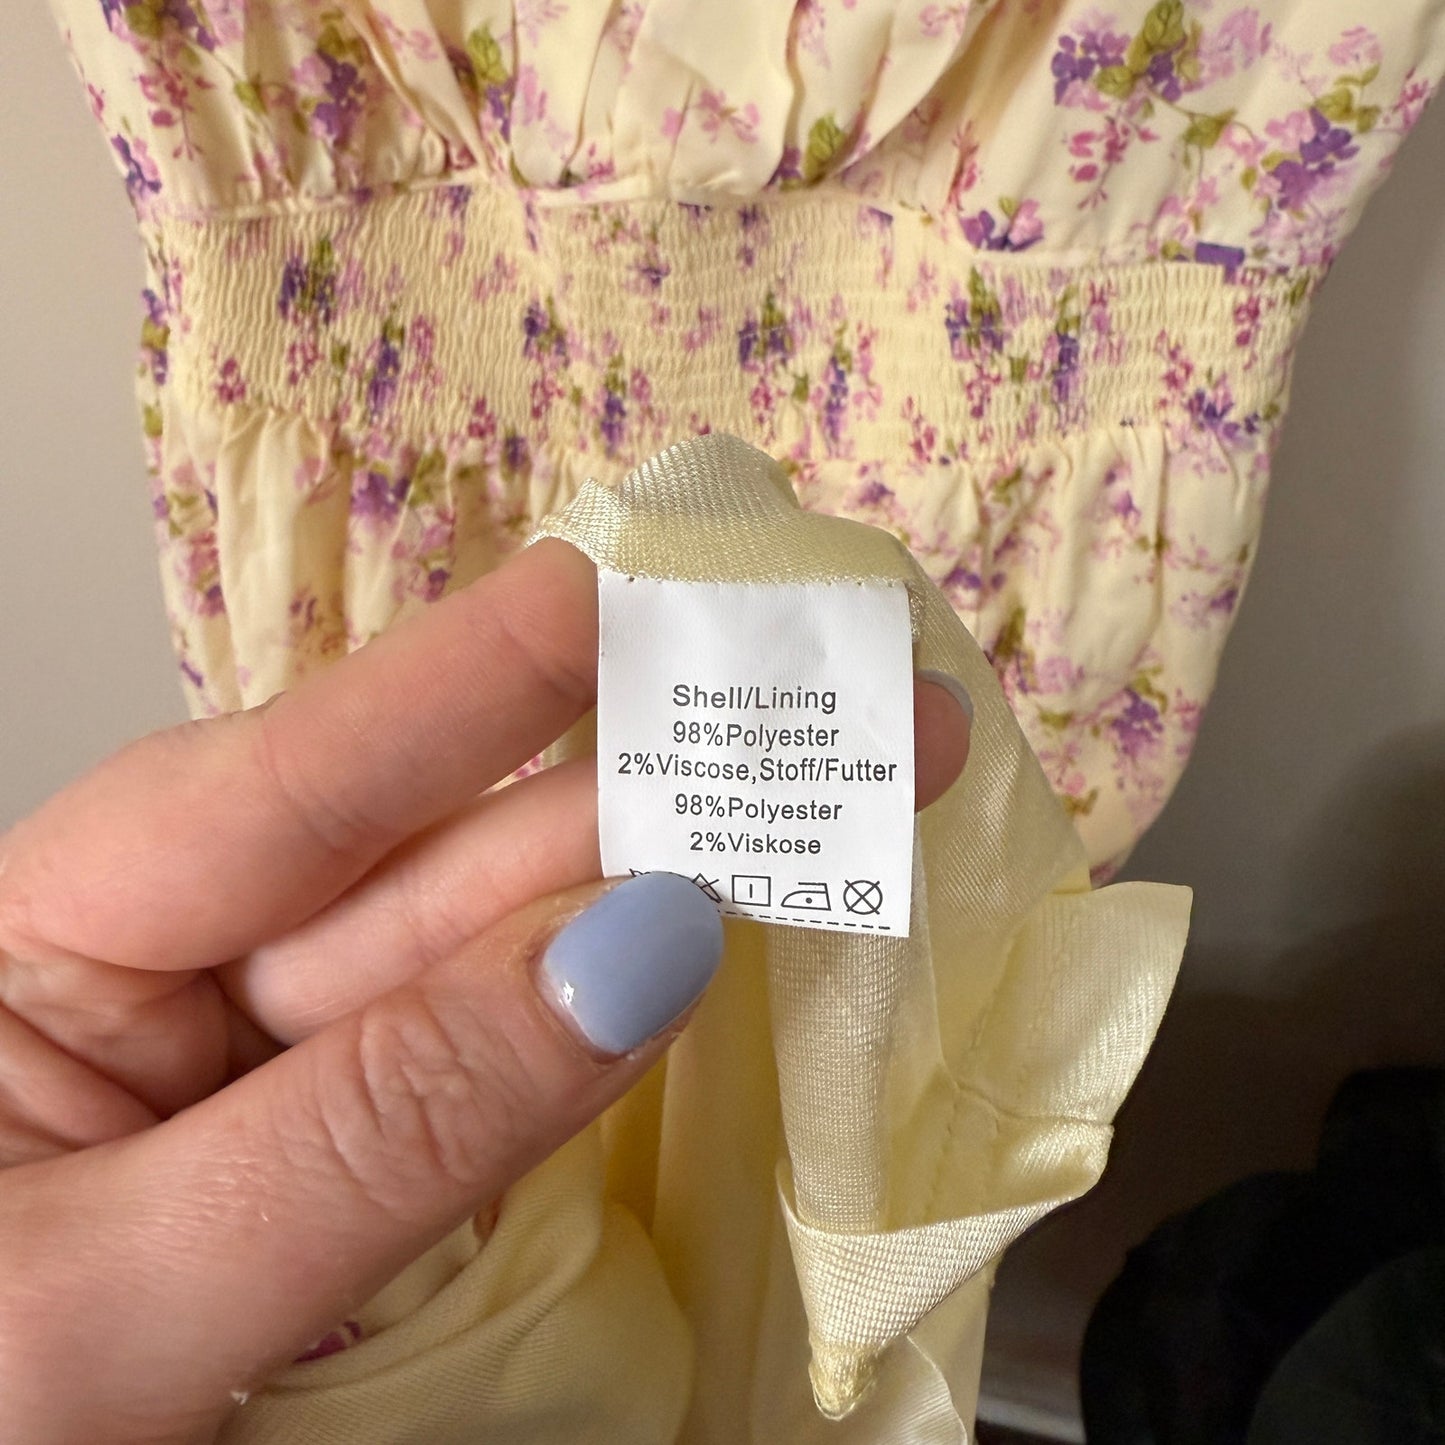 Shell/Lining
98%Polyester
2%Viscose,Stoff/Futter
98%Polyester
2%Viskose